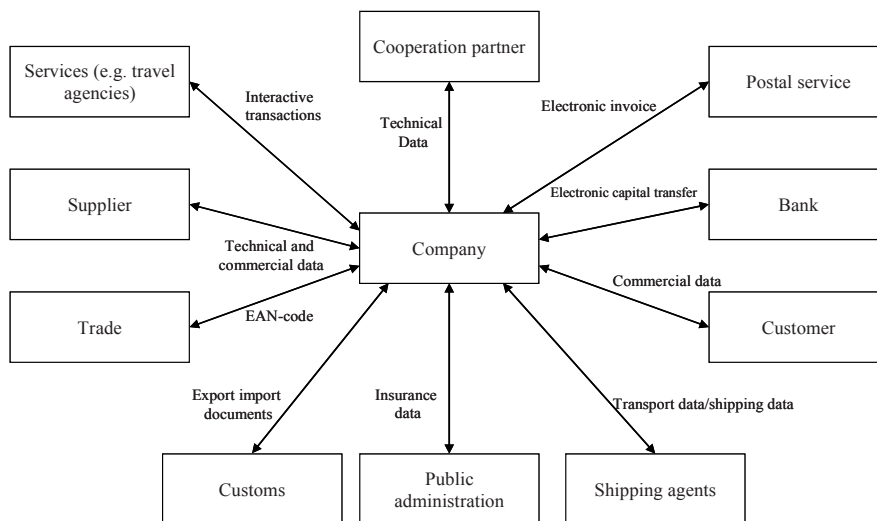 Cooperation partner
Services (e.g. travel
agencies)
Postal service
Interactive
transactions
Electronic invoice
Technical
Data
Supplier
Electronic capital transfer
Bank
Company
Technical and
commercial data
Commercial data
EAN-code
Trade
Customer
Export import
documents
Insurance
data
Transport data/shipping data
Customs
Public
administration
Shipping agents